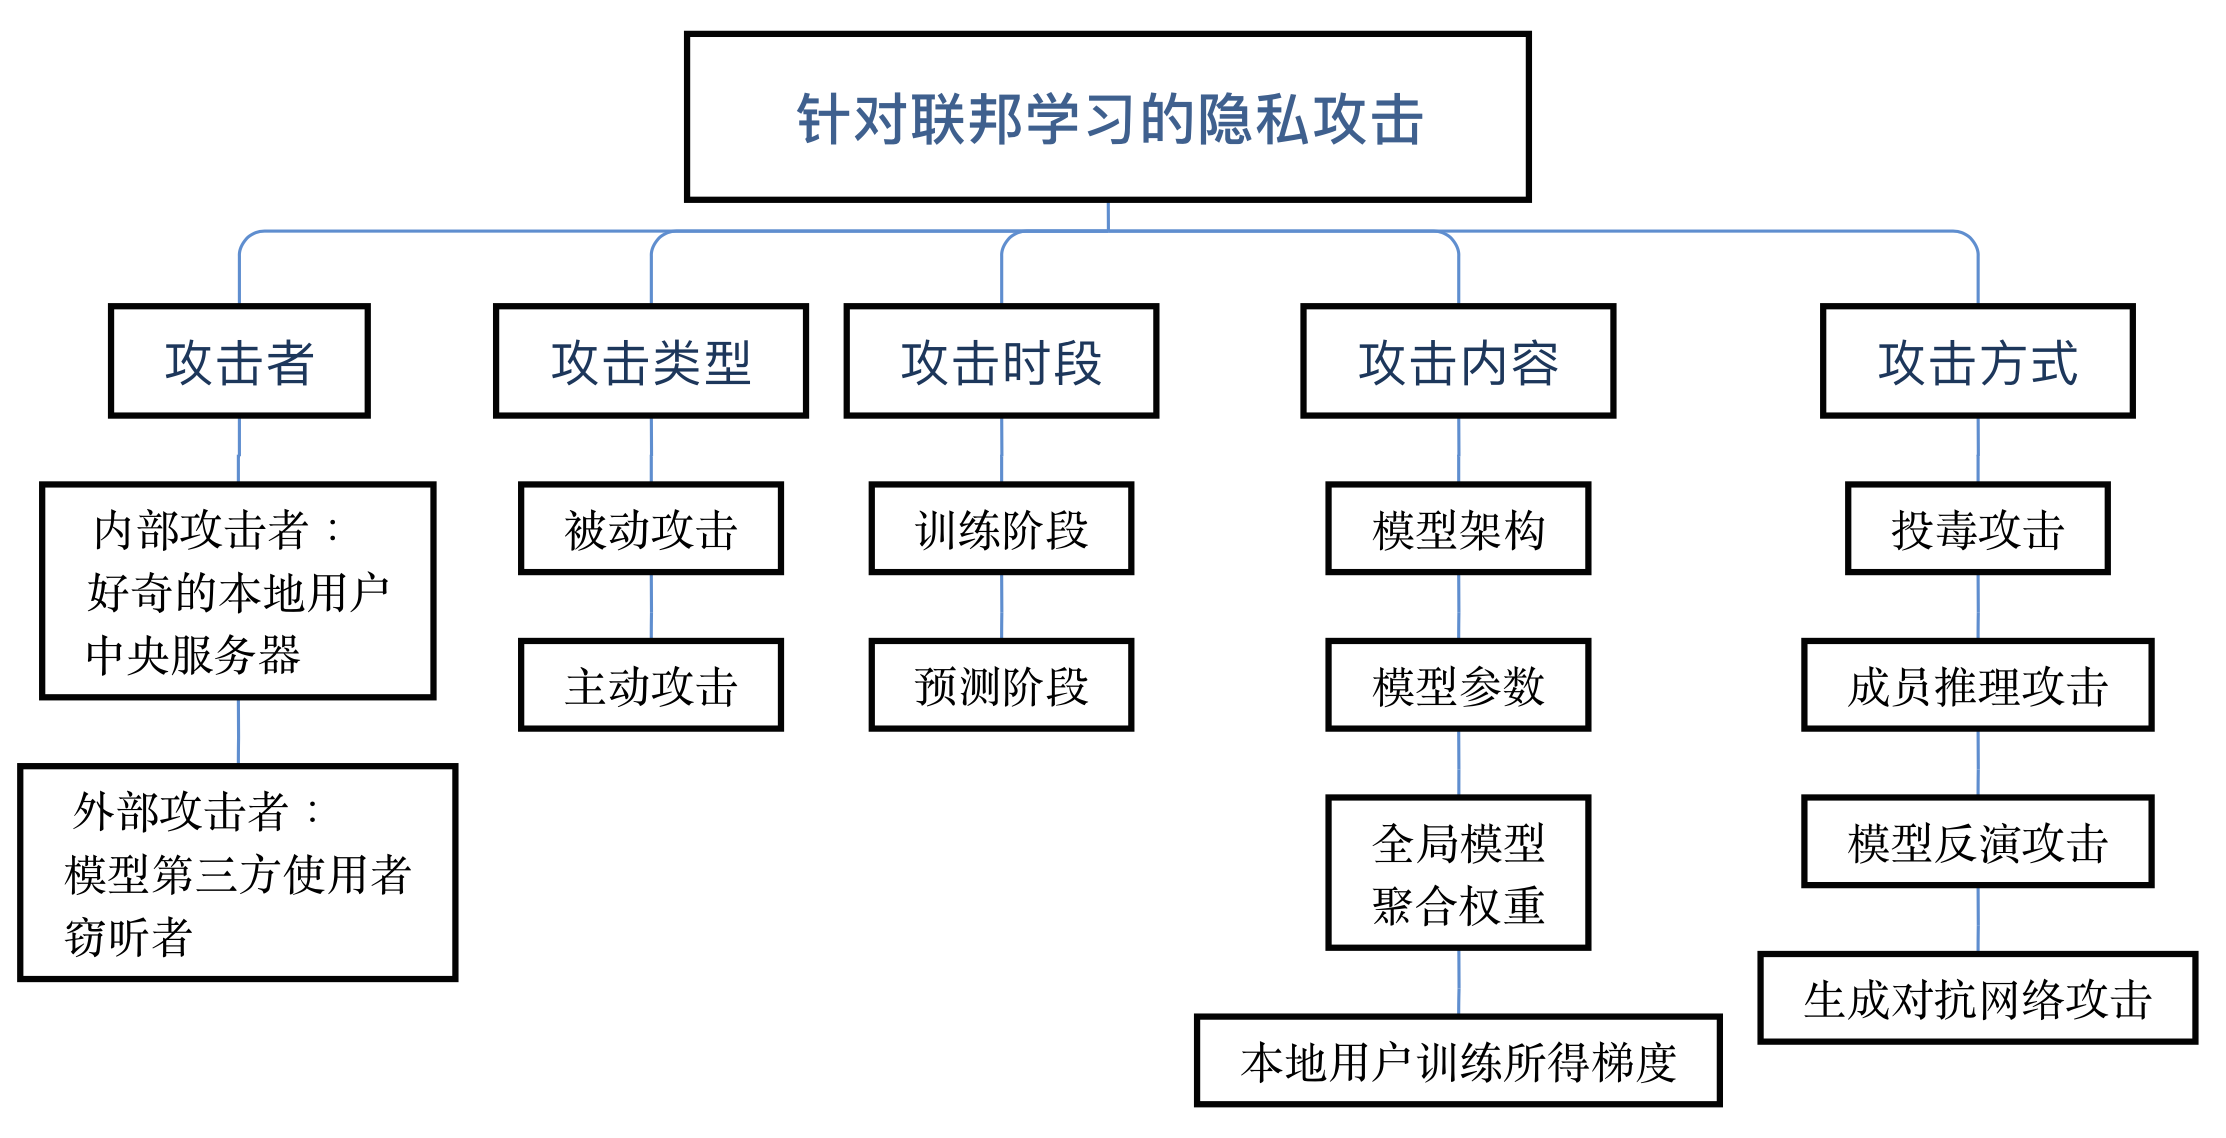 针对联邦学习的隐私攻击
攻击者
内部攻击者：
好奇的本地用户
中央服务器
外部攻击者：
模型第三方使用者
窃听者
攻击类型
被动攻击
主动攻击
攻击时段
训练阶段
预测阶段
攻击内容
模型架构
模型参数
全局模型
聚合权重
本地用户训练所得梯度
攻击方式
投毒攻击
成员推理攻击
模型反演攻击
生成对抗网络攻击